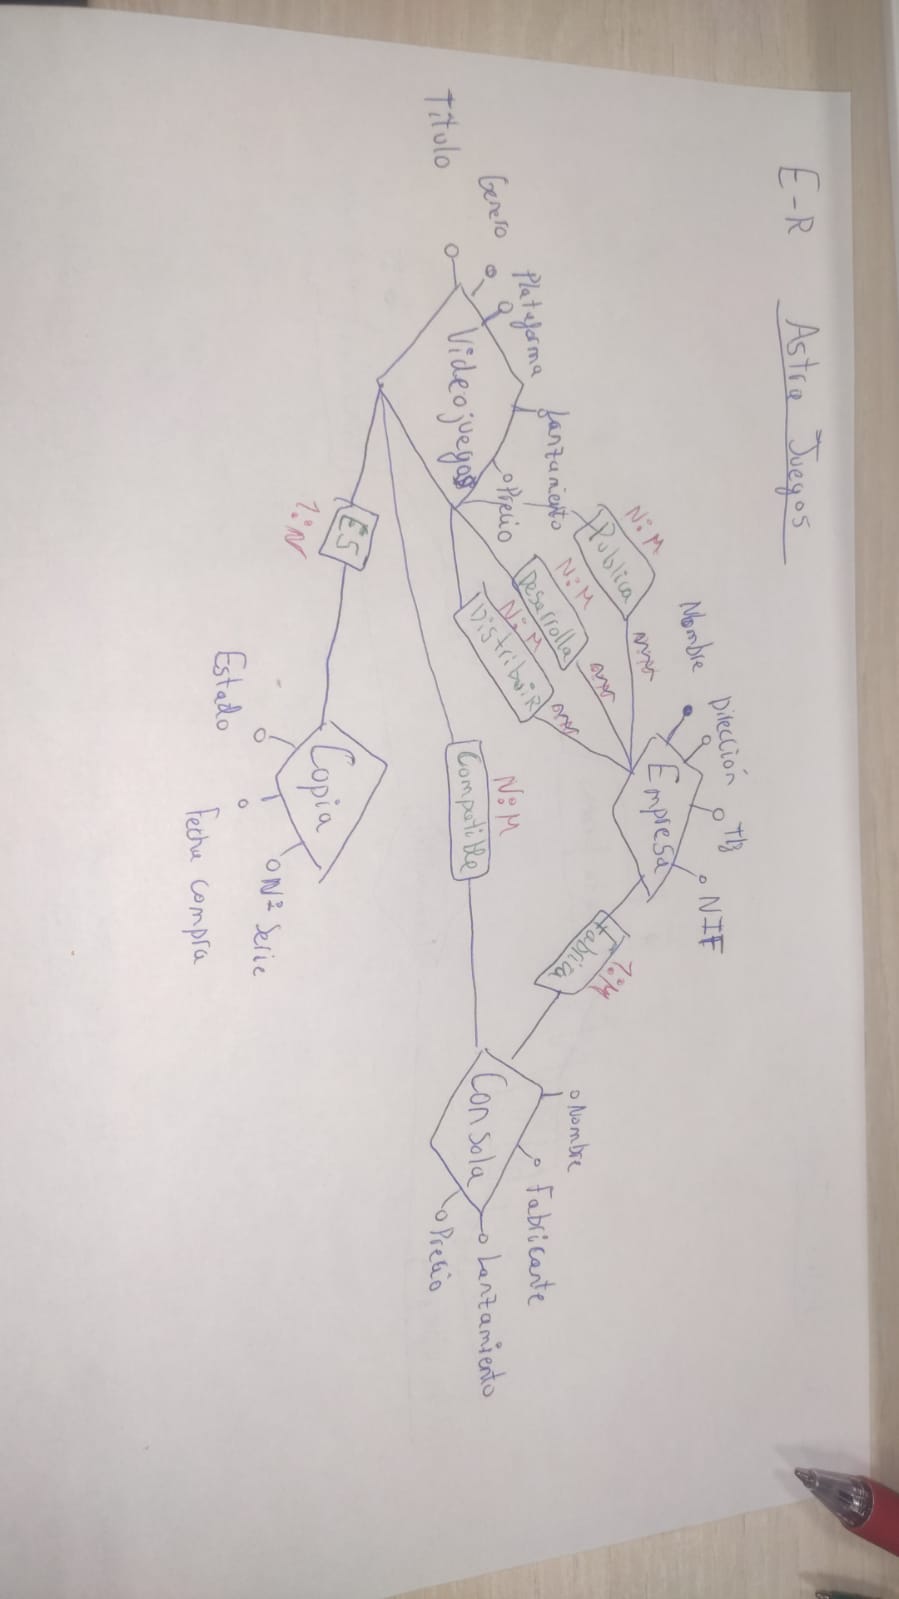 E-R Astra Juegos
Nombre
Dirección
Tlf
NIF
Empresa
N:M
Publica
N:M
Desarrolla
N:M
DistribuiR
1:M
Fabrica
Lanzamiento
Plataforma
Genero
Titulo
Precio
Videojuegos
N:M
Compatible
Nombre
Fabricante
Consola
Lanzamiento
Precio
ES
1:N
Copia
Nº Serie
Estado
Fecha compra